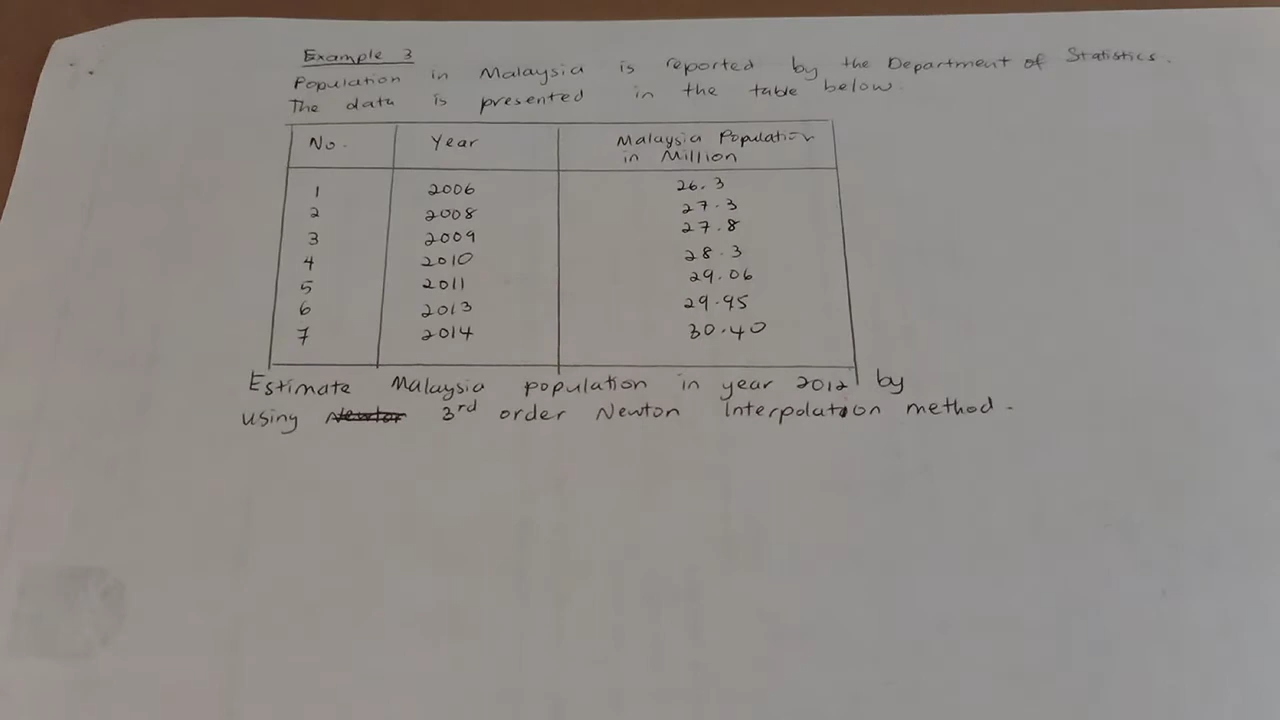 Example 3
Population in Malaysia is reported by the Department of Statistics.
The data is presented in the table below.
No. Year Malaysia Population in Million
1 2006 26.3
2 2008 27.3
3 2009 27.8
4 2010 28.3
5 2011 29.06
6 2013 29.95
7 2014 30.40
Estimate Malaysia population in year 2012 by
using 3rd order Newton Interpolation method.